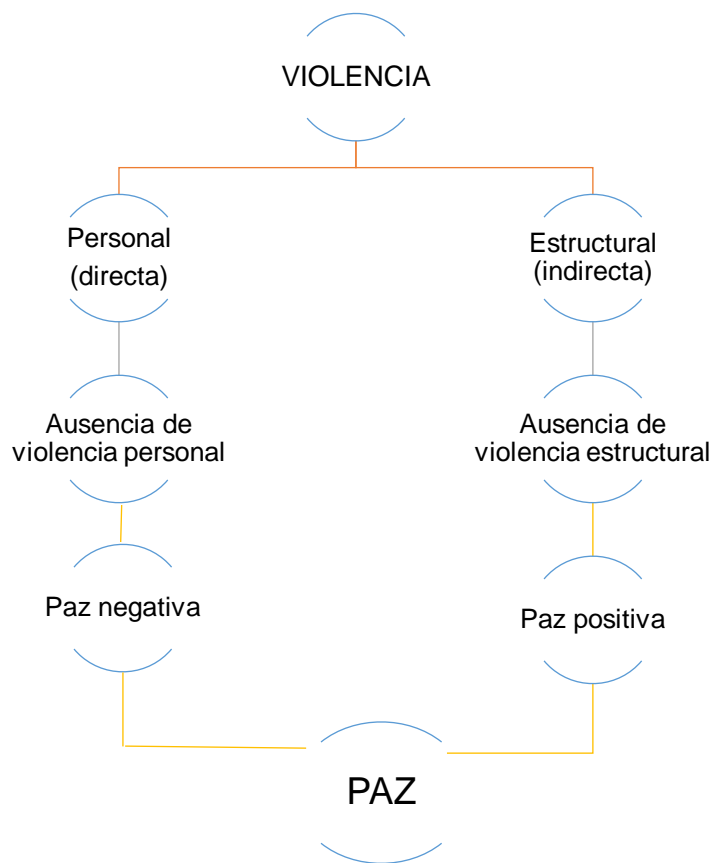 VIOLENCIA
Personal
(directa)
Estructural
(indirecta)
Ausencia de
violencia personal
Ausencia de
violencia estructural
Paz negativa
Paz positiva
PAZ